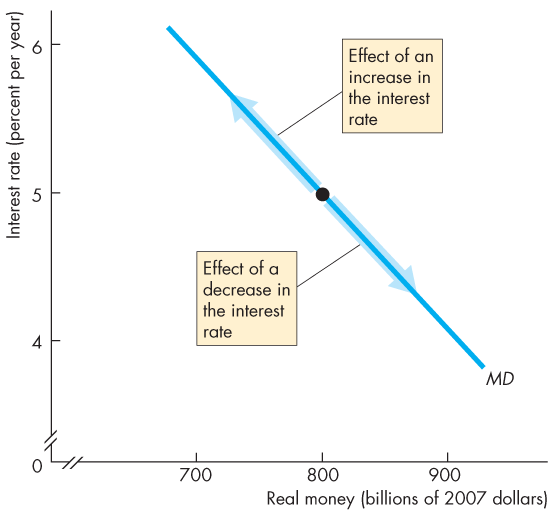 Interest rate (percent per year)
6
Effect of an
increase in
the interest
rate
5
Effect of a
decrease in
the interest
rate
4
MD
0
700 800 900
Real money (billions of 2007 dollars)